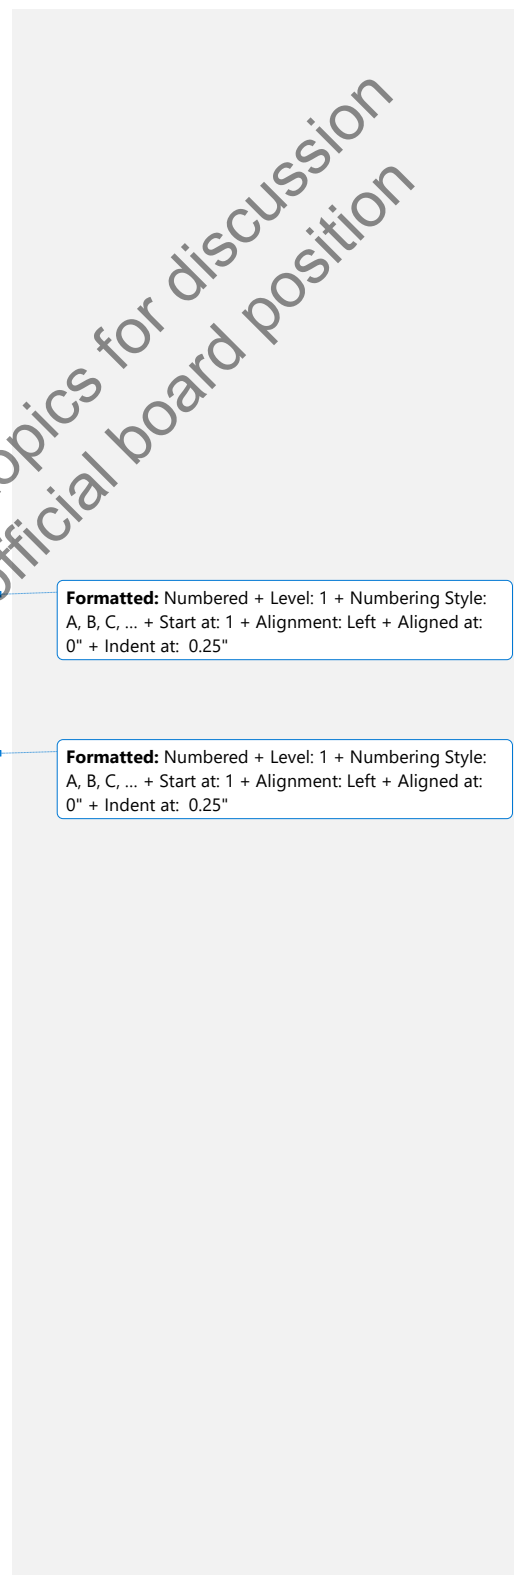 topics for discussion
official board position
Formatted: Numbered + Level: 1 + Numbering Style:
A, B, C, … + Start at: 1 + Alignment: Left + Aligned at:
0" + Indent at:  0.25"
Formatted: Numbered + Level: 1 + Numbering Style:
A, B, C, … + Start at: 1 + Alignment: Left + Aligned at:
0" + Indent at:  0.25"